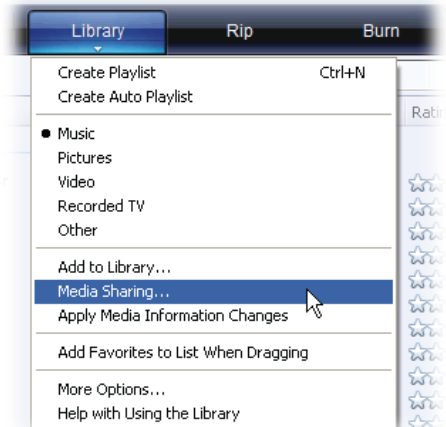 Library Rip Burn
Create Playlist Ctrl+N
Create Auto Playlist
Music
Pictures
Video
Recorded TV
Other
Add to Library...
Media Sharing...
Apply Media Information Changes
Add Favorites to List When Dragging
More Options...
Help with Using the Library